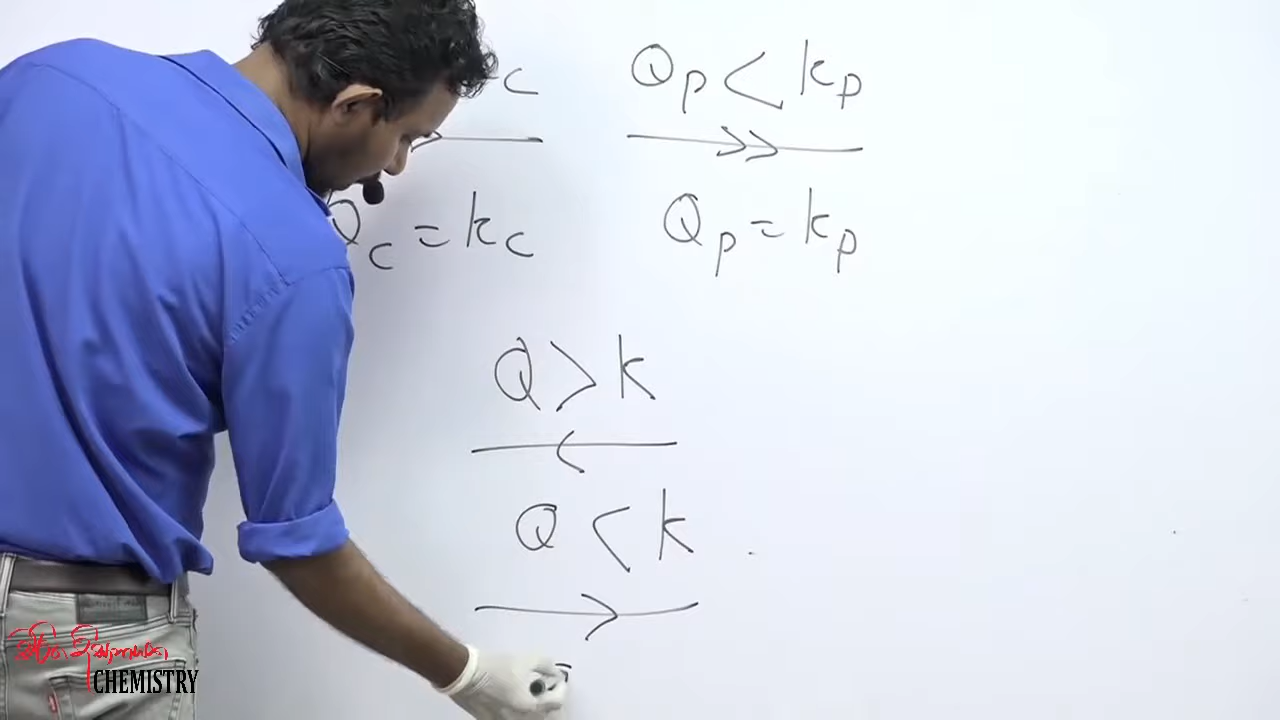 c Qp < kp
Qc = kc Qp = kp
Q > k
Q < k
CHEMISTRY